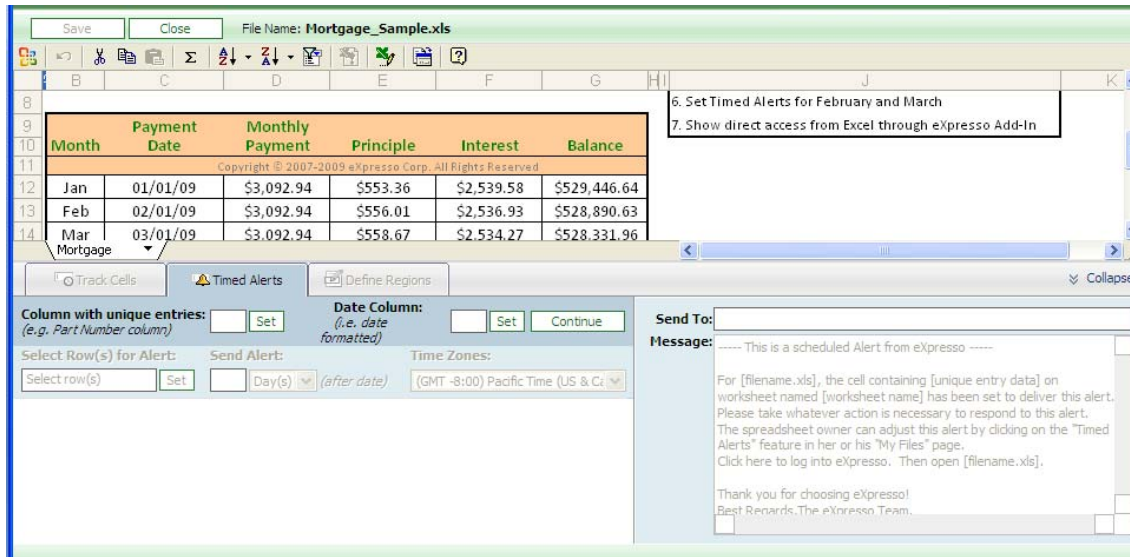 Save Close File Name: Mortgage_Sample.xls
Σ A Z Z A
B C D E F G H I J K
8 6. Set Timed Alerts for February and March
9 7. Show direct access from Excel through eXpresso Add-In
Payment Monthly
10 Month Date Payment Principle Interest Balance
11 Copyright © 2007-2009 eXpresso Corp. All Rights Reserved
12 Jan 01/01/09 $3,092.94 $553.36 $2,539.58 $529,446.64
13 Feb 02/01/09 $3,092.94 $556.01 $2,536.93 $528,890.63
14 Mar 03/01/09 $3,092.94 $558.67 $2,534.27 $528,331.96
Mortgage
Track Cells Timed Alerts Define Regions Collapse
Column with unique entries: Set
(e.g. Part Number column)
Date Column:
(i.e. date
formatted)
Set Continue
Select Row(s) for Alert: Send Alert: Time Zones:
Select row(s) Set Day(s) (after date) (GMT -8:00) Pacific Time (US & Ca
Send To:
Message:
----- This is a scheduled Alert from eXpresso -----
For [filename.xls], the cell containing [unique entry data] on
worksheet named [worksheet name] has been set to deliver this alert.
Please take whatever action is necessary to respond to this alert.
The spreadsheet owner can adjust this alert by clicking on the "Timed
Alerts" feature in her or his "My Files" page.
Click here to log into eXpresso. Then open [filename.xls].
Thank you for choosing eXpresso!
Best Regards,The eXpresso Team.